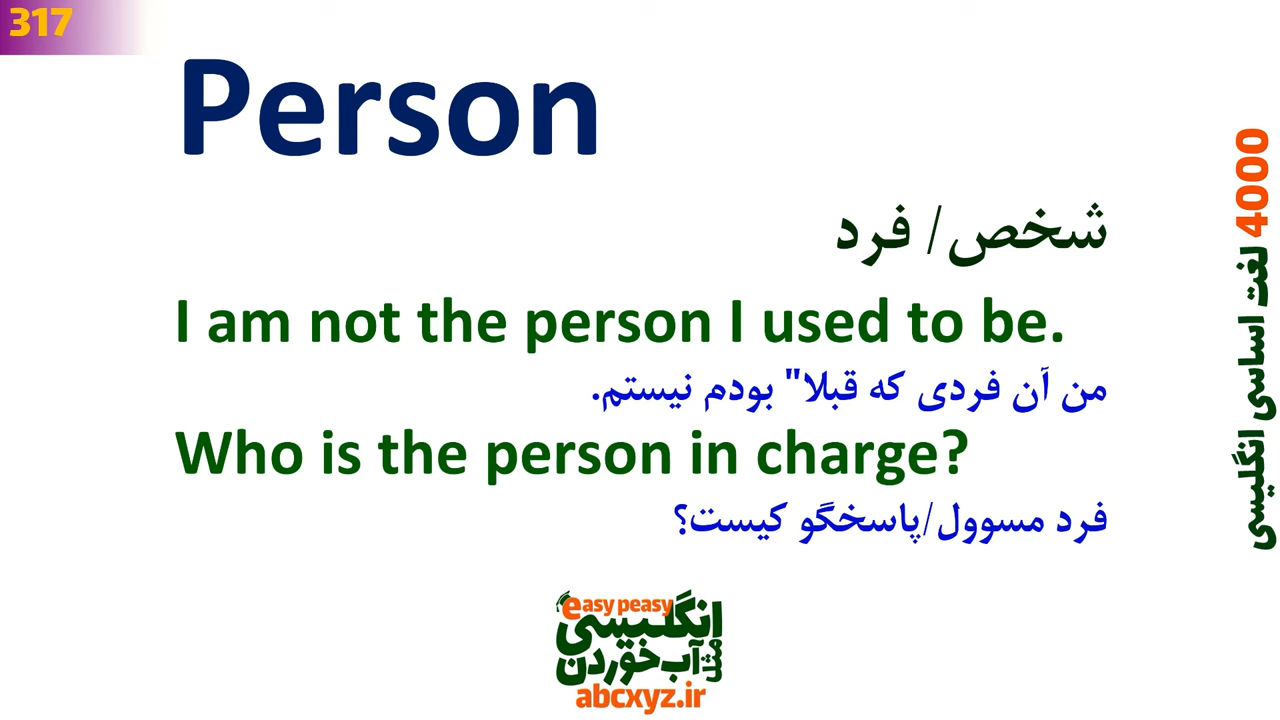 317
Person
شخص/ فرد
I am not the person I used to be.
من آن فردی که قبلا" بودم نیستم.
Who is the person in charge?
فرد مسوول/پاسخگو کیست؟
4000 لغت اساسی انگلیسی
easy peasy
انگلیسی
مثل آب خوردن
abcxyz.ir